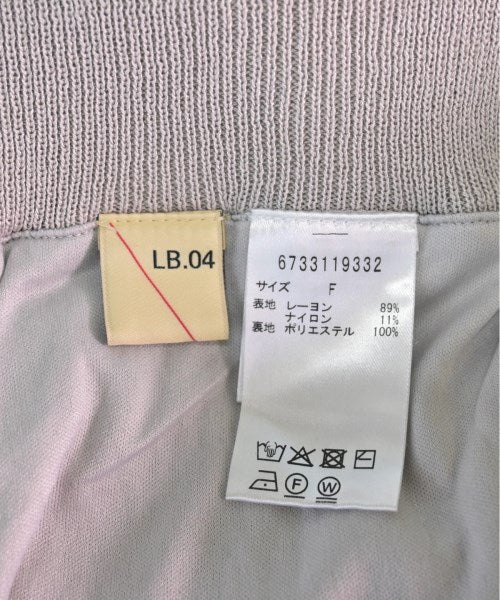 LB.04
6733119332
サイズ F
表地 レーヨン 89%
ナイロン 11%
裏地 ポリエステル 100%
F W